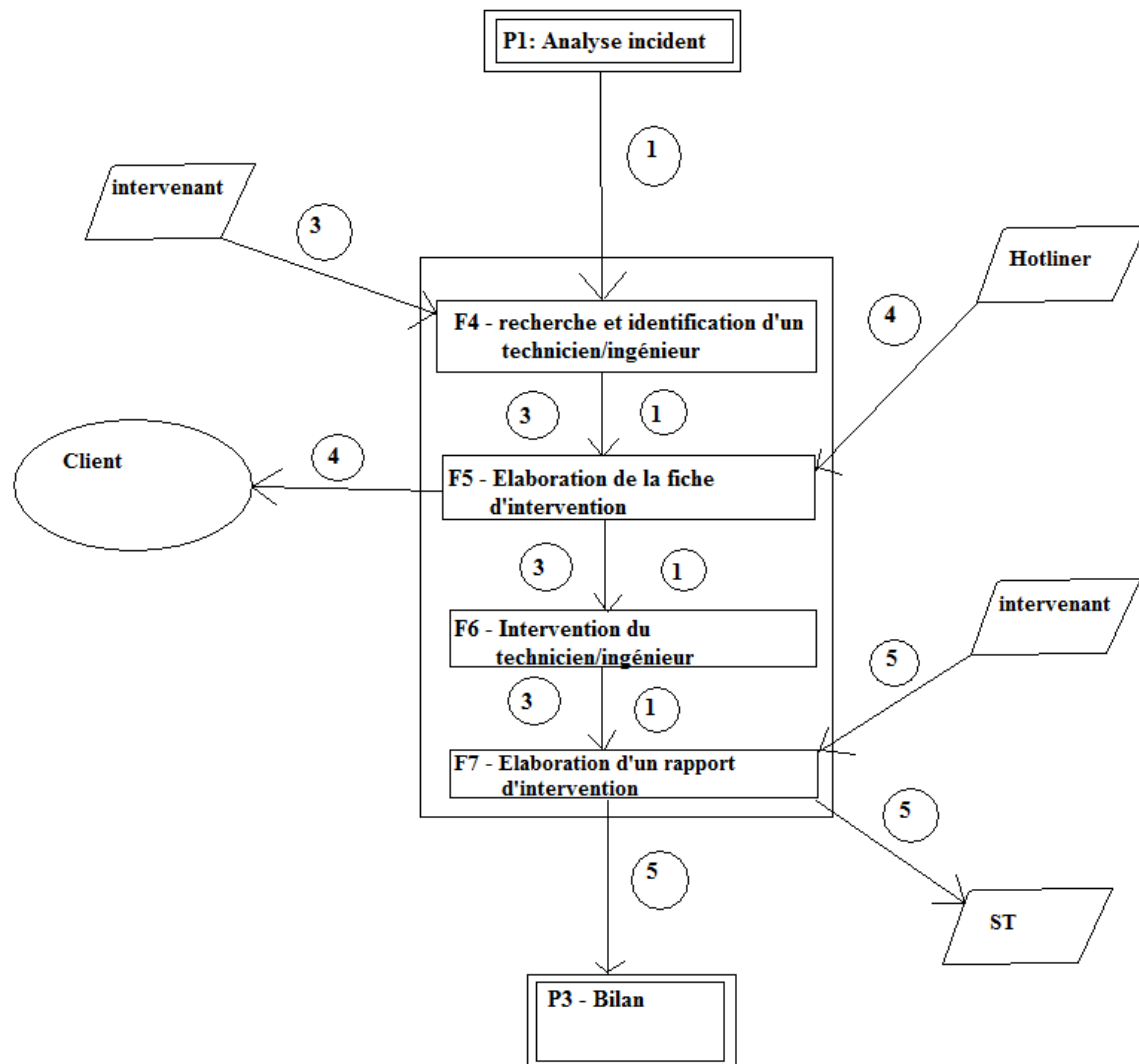 P1: Analyse incident
1
intervenant
3
Hotliner
4
F4 - recherche et identification d'un
technicien/ingénieur
3
1
Client
4
F5 - Elaboration de la fiche
d'intervention
3
1
intervenant
5
F6 - Intervention du
technicien/ingénieur
3
1
F7 - Elaboration d'un rapport
d'intervention
5
5
ST
P3 - Bilan